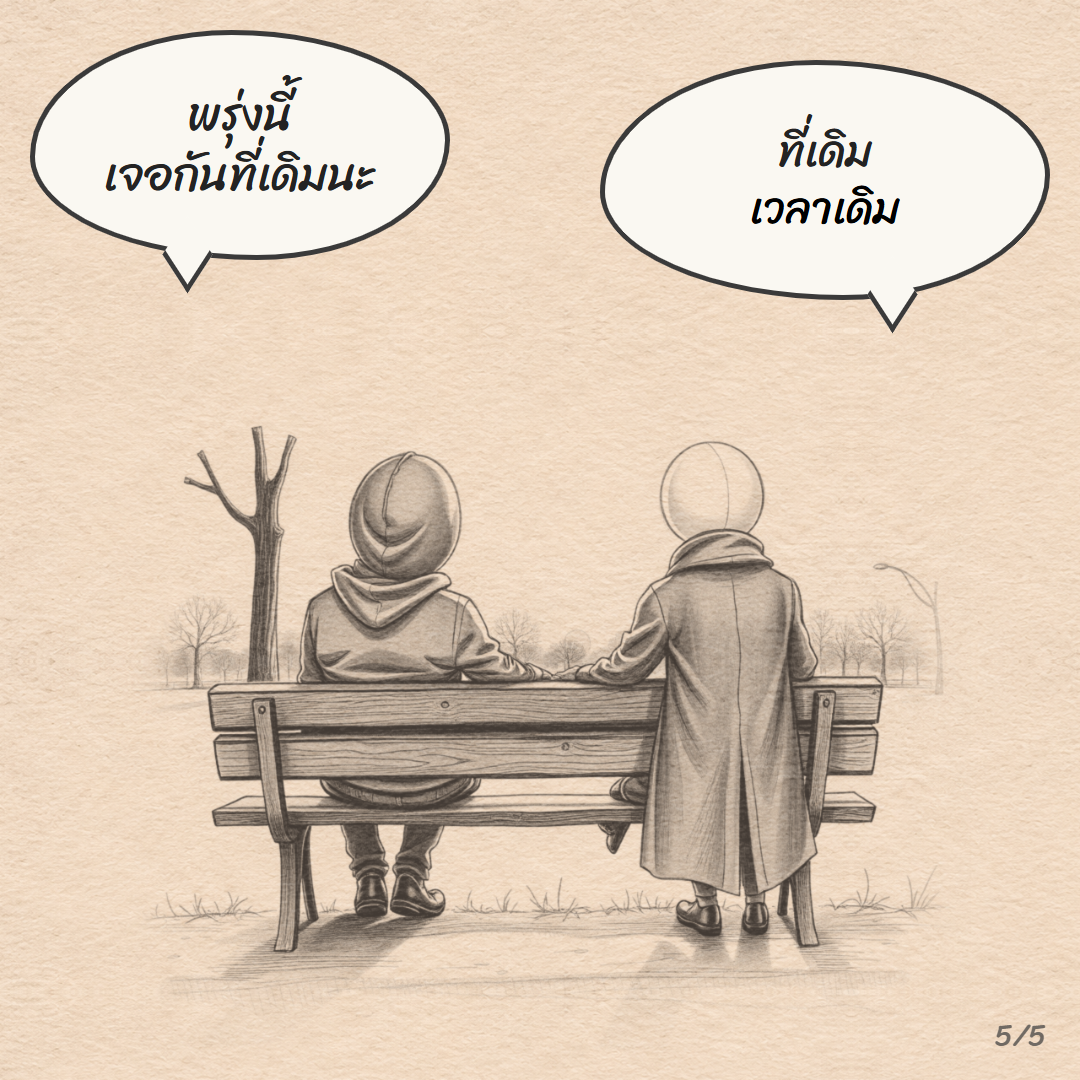 พรุ่งนี้
เจอกันที่เดิมนะ
ที่เดิม
เวลาเดิม
5/5